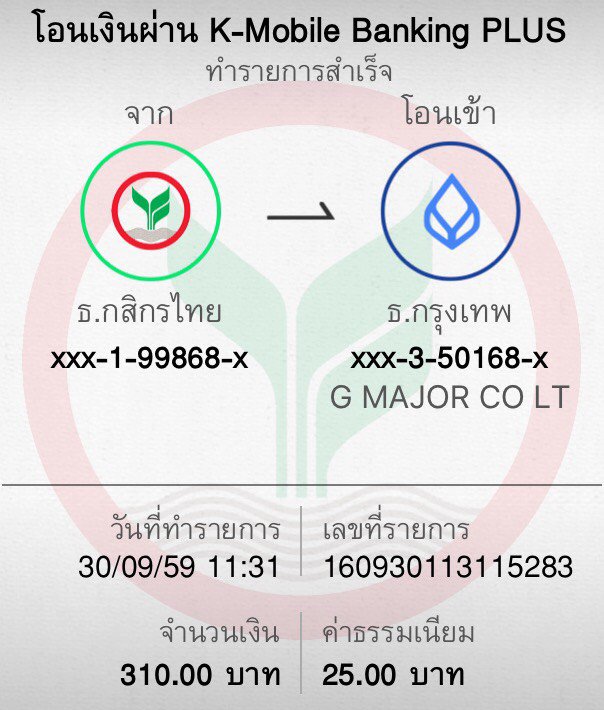 โอนเงินผ่าน K-Mobile Banking PLUS
ทำรายการสำเร็จ
จาก
โอนเข้า
ธ.กสิกรไทย
ธ.กรุงเทพ
xxx-1-99868-x
xxx-3-50168-x
G MAJOR CO LT
วันที่ทำรายการ
เลขที่รายการ
30/09/59 11:31
160930113115283
จำนวนเงิน
ค่าธรรมเนียม
310.00 บาท
25.00 บาท